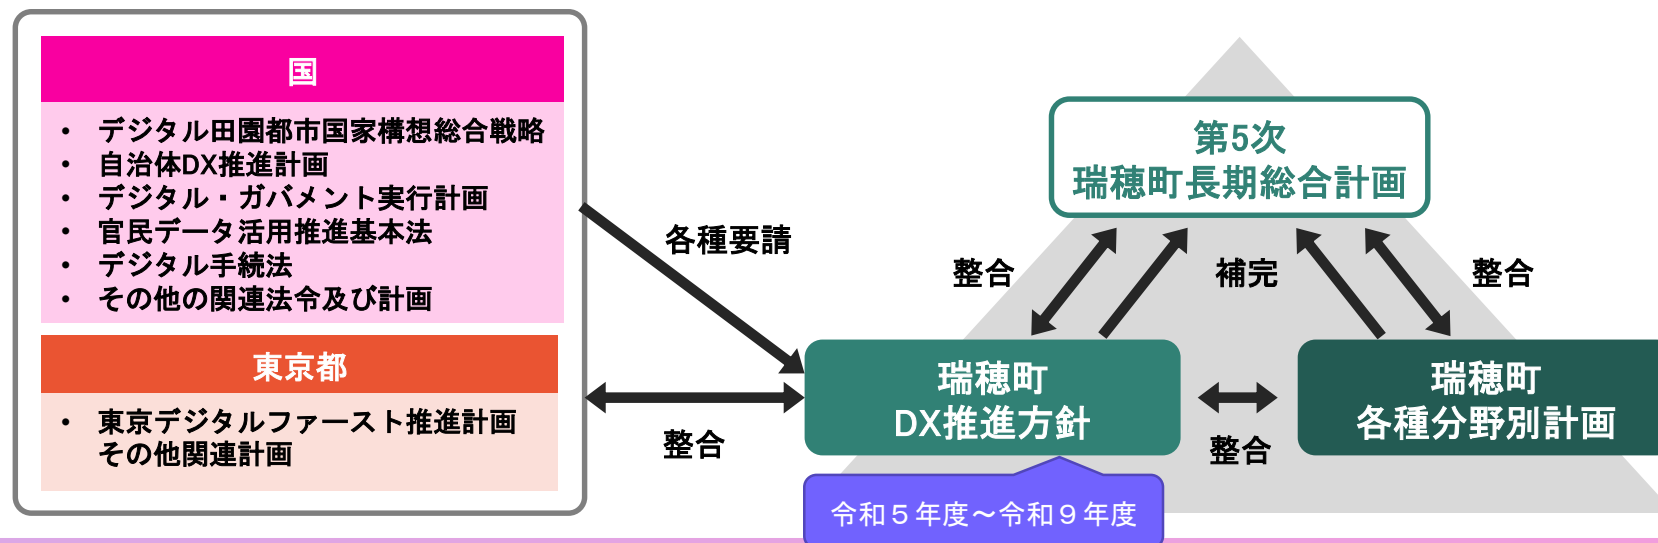 国
・ デジタル田園都市国家構想総合戦略
・ 自治体DX推進計画
・ デジタル・ガバメント実行計画
・ 官民データ活用推進基本法
・ デジタル手続法
・ その他の関連法令及び計画
東京都
・ 東京デジタルファースト推進計画
その他関連計画
各種要請
整合
第5次
瑞穂町長期総合計画
整合
補完
整合
瑞穂町
DX推進方針
整合
瑞穂町
各種分野別計画
令和５年度～令和９年度